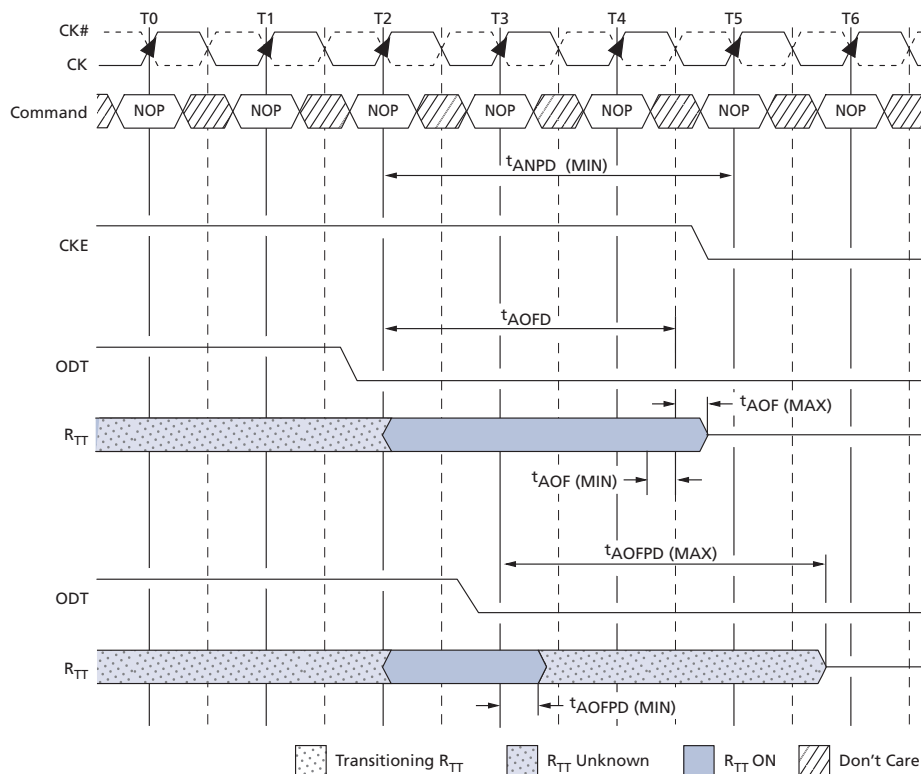 T0 T1 T2 T3 T4 T5 T6
CK#
CK
Command NOP NOP NOP NOP NOP NOP NOP
tANPD (MIN)
CKE
tAOFD
ODT
tAOF (MAX)
RTT
tAOF (MIN)
tAOFPD (MAX)
ODT
RTT
tAOFPD (MIN)
Transitioning RTT RTT Unknown RTT ON Don't Care